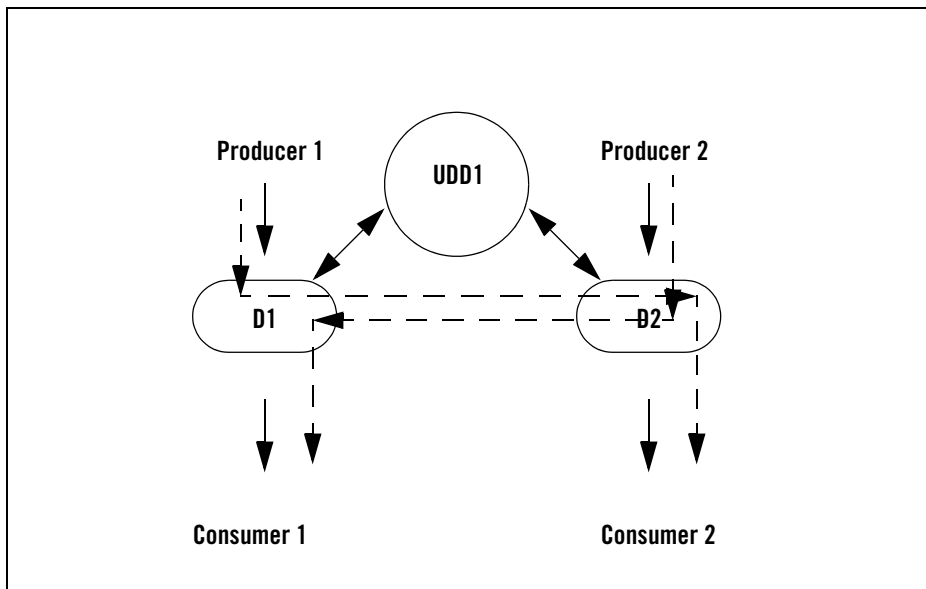 Producer 1
UDD1
Producer 2
D1
D2
Consumer 1
Consumer 2